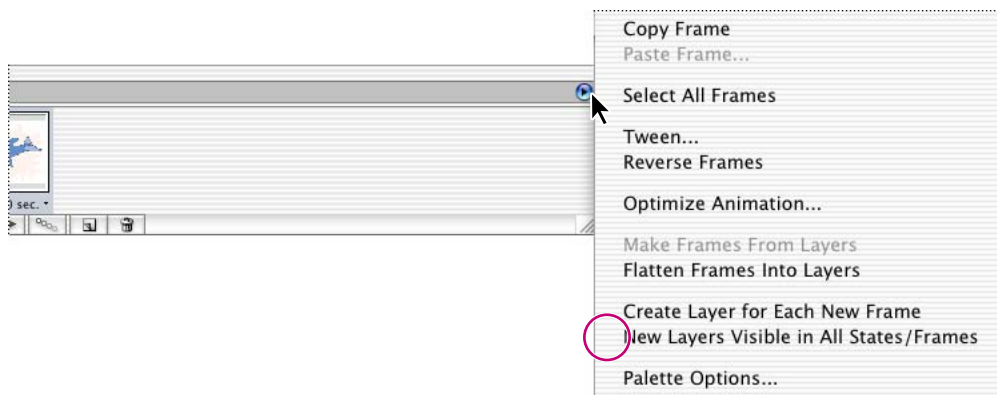 Copy Frame
Paste Frame...
Select All Frames
Tween...
Reverse Frames
sec.
Optimize Animation...
Make Frames From Layers
Flatten Frames Into Layers
Create Layer for Each New Frame
New Layers Visible in All States/Frames
Palette Options...